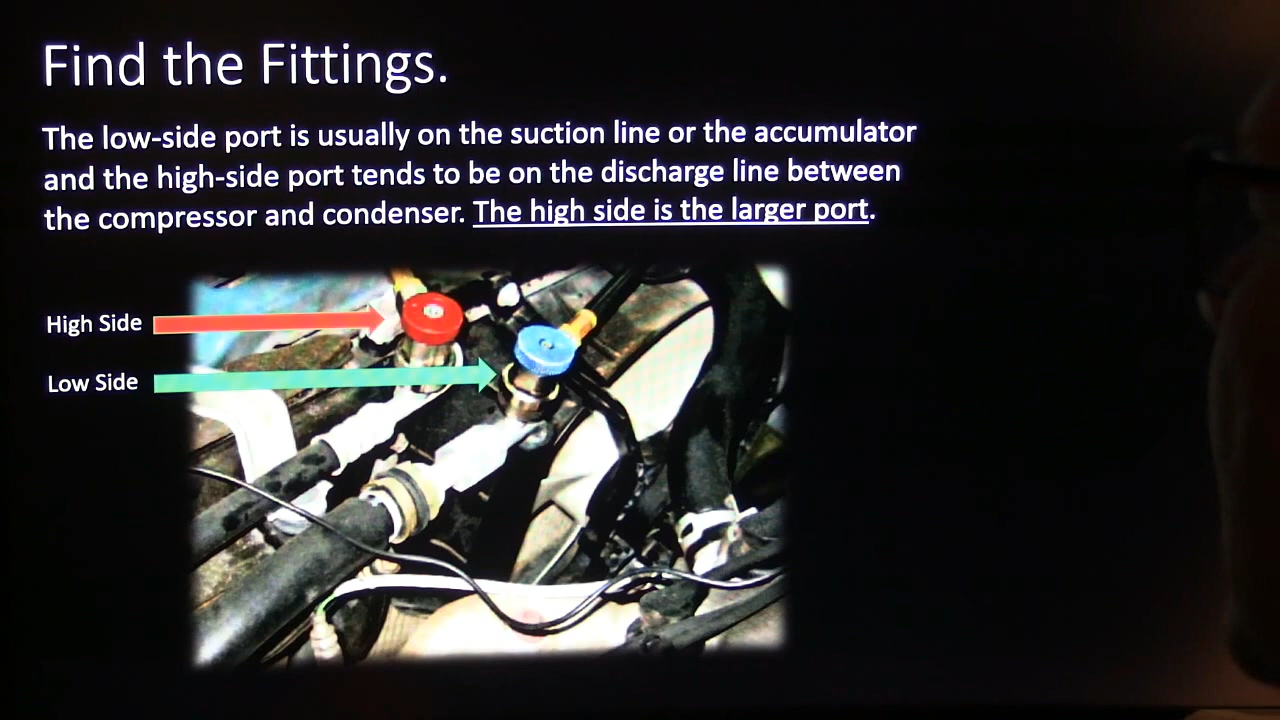 Find the Fittings.
The low-side port is usually on the suction line or the accumulator
and the high-side port tends to be on the discharge line between
the compressor and condenser. The high side is the larger port.
High Side
Low Side